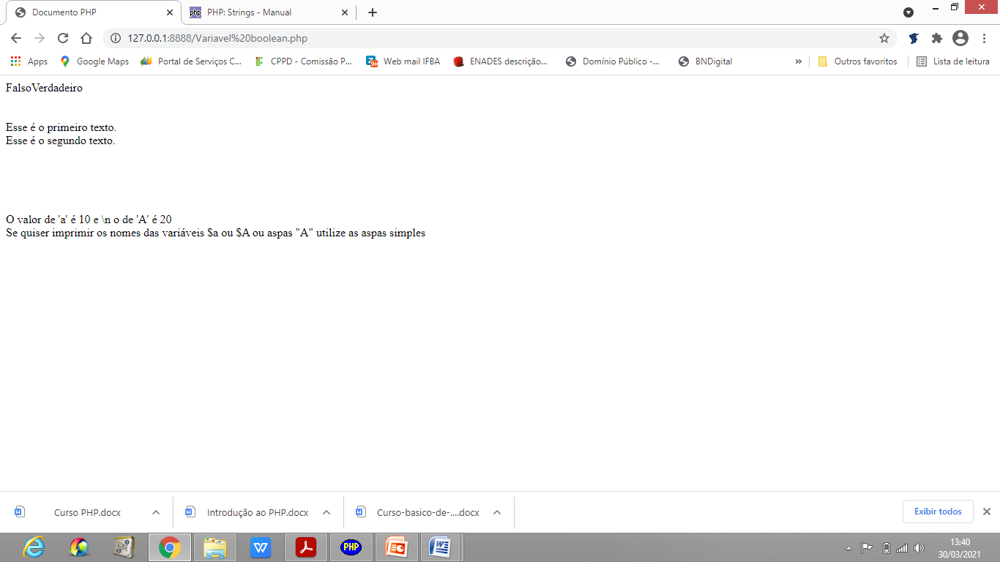 Documento PHP
php PHP: Strings - Manual
127.0.0.1:8888/Variavel%20boolean.php
Apps Google Maps Portal de Serviços C... CPPD - Comissão P... Web mail IFBA ENADES descrição... Domínio Público -... BNDigital » Outros favoritos Lista de leitura
FalsoVerdadeiro
Esse é o primeiro texto.
Esse é o segundo texto.
O valor de 'a' é 10 e \n o de 'A' é 20
Se quiser imprimir os nomes das variáveis $a ou $A ou aspas "A" utilize as aspas simples
Curso PHP.docx Introdução ao PHP.docx Curso-basico-de-....docx Exibir todos
PHP
13:40
30/03/2021